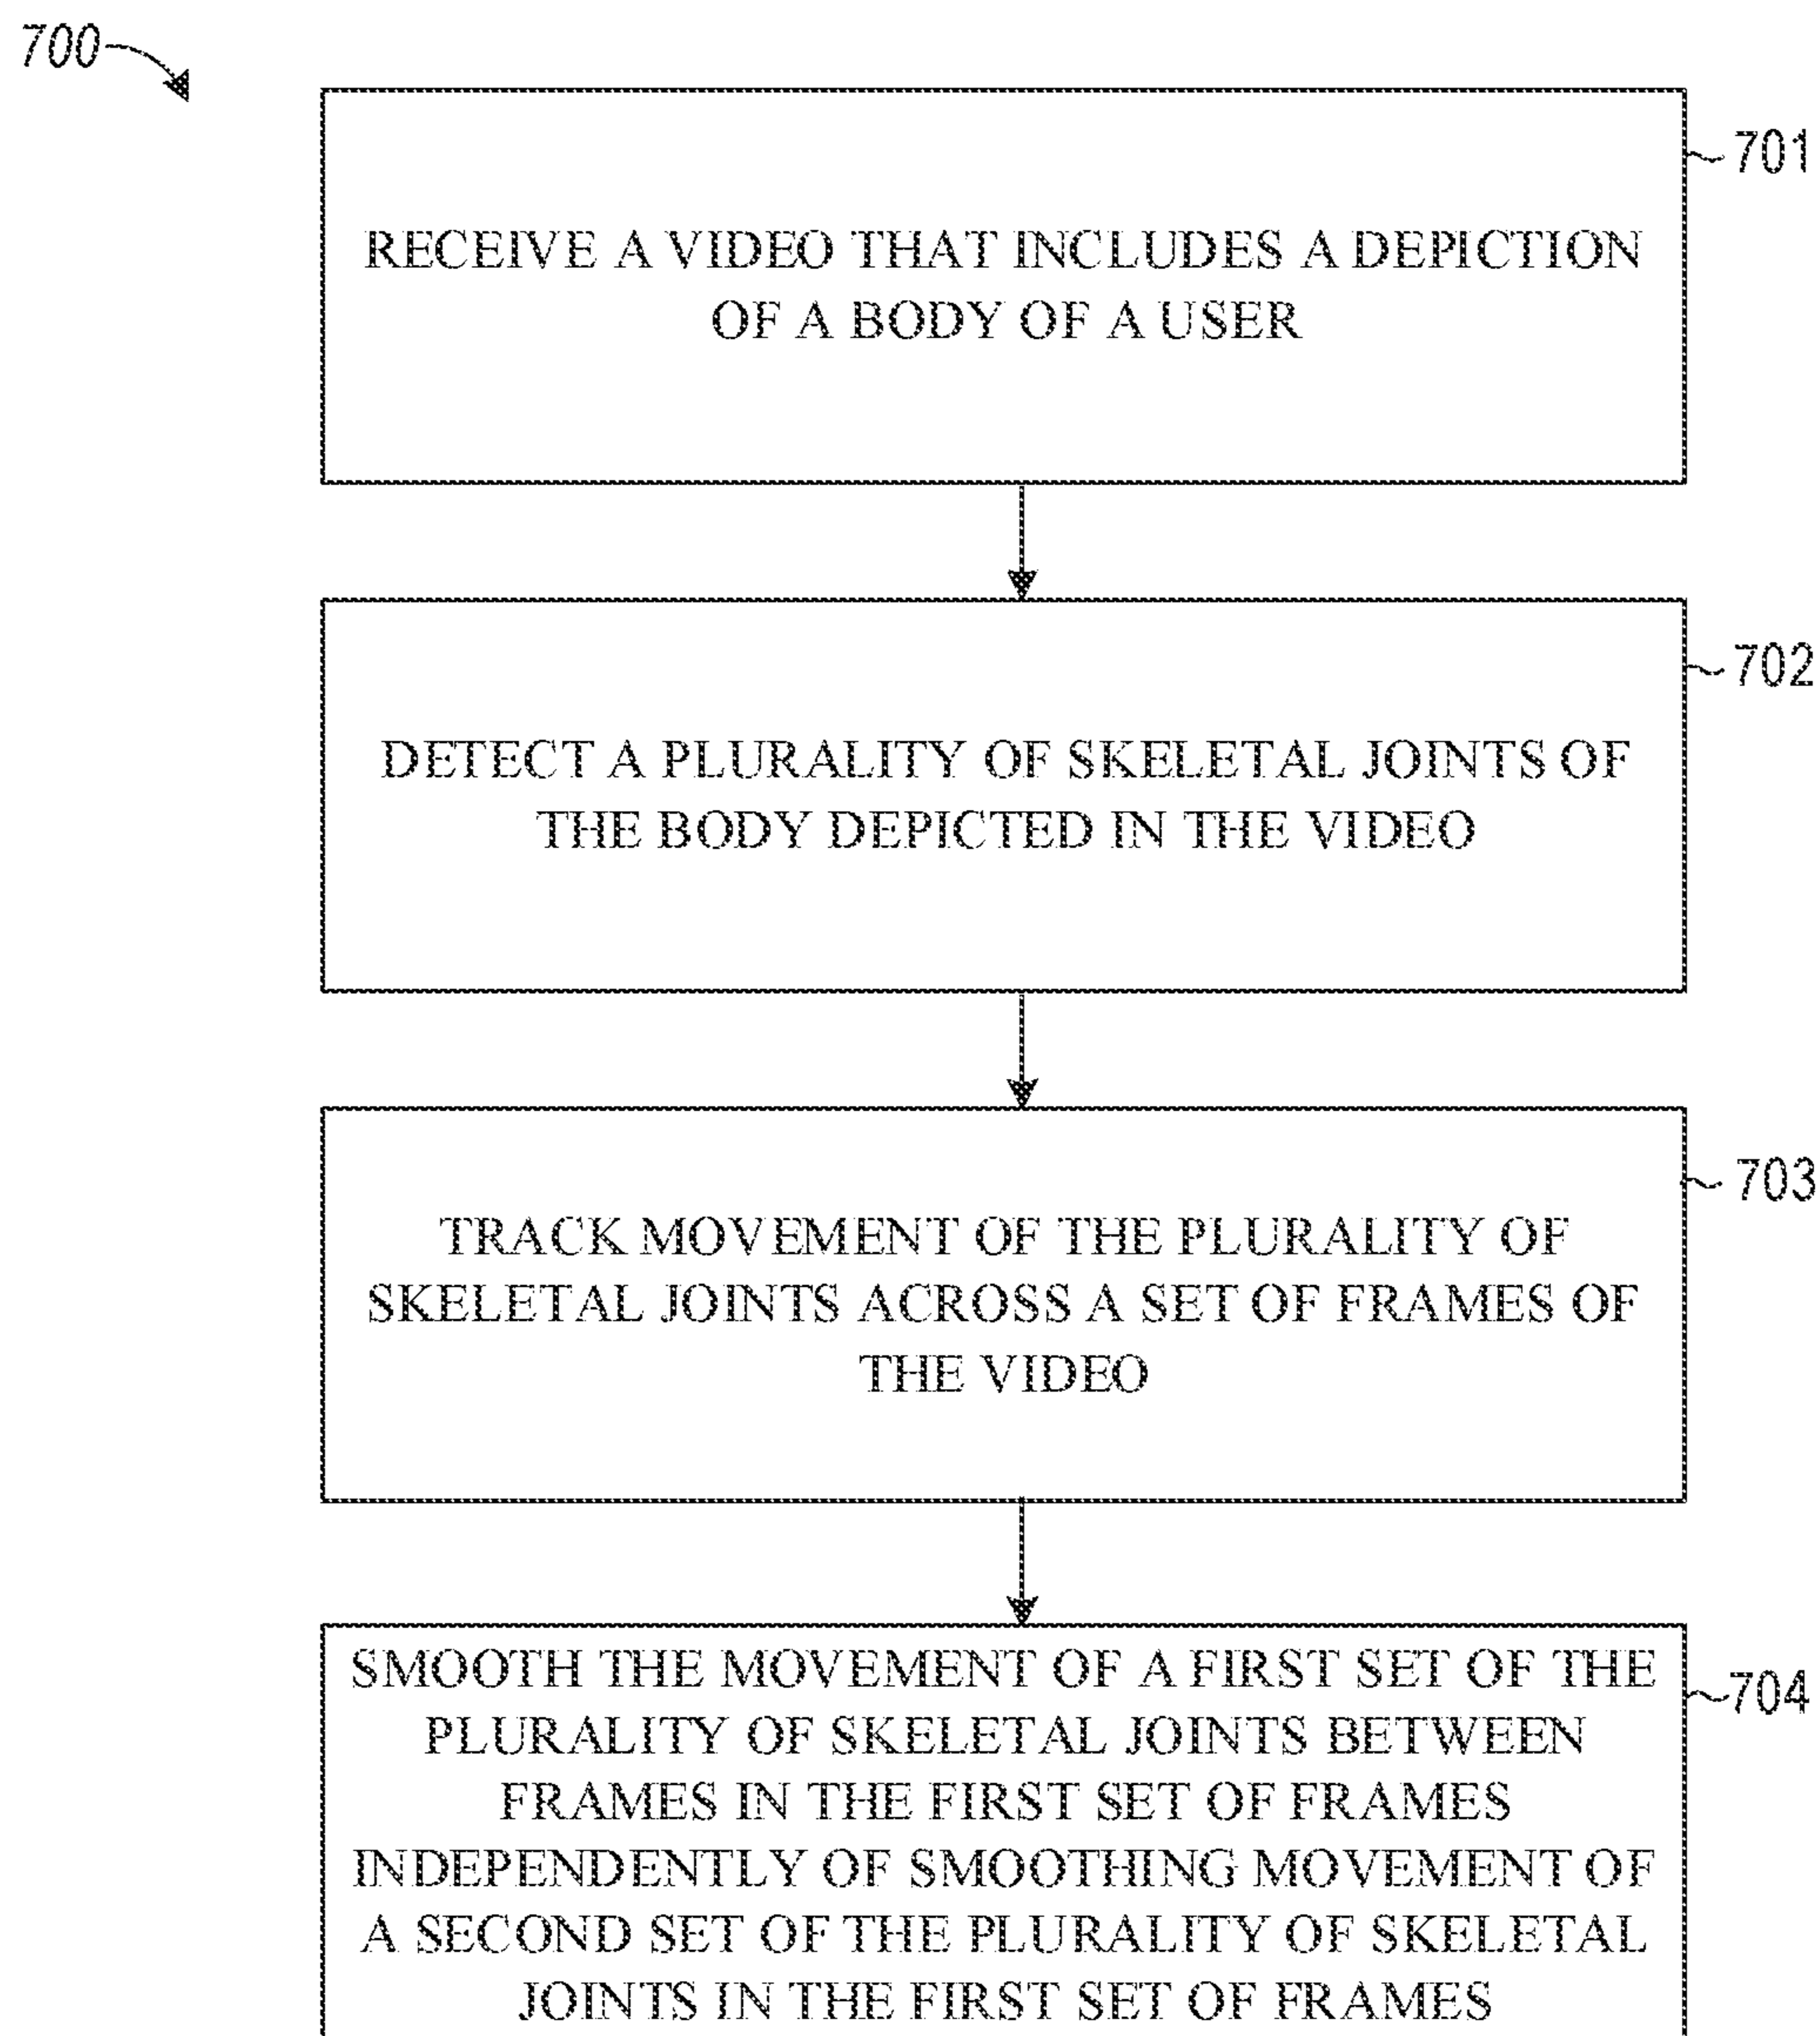 700
701
RECEIVE A VIDEO THAT INCLUDES A DEPICTION
OF A BODY OF A USER
702
DETECT A PLURALITY OF SKELETAL JOINTS OF
THE BODY DEPICTED IN THE VIDEO
703
TRACK MOVEMENT OF THE PLURALITY OF
SKELETAL JOINTS ACROSS A SET OF FRAMES OF
THE VIDEO
704
SMOOTH THE MOVEMENT OF A FIRST SET OF THE
PLURALITY OF SKELETAL JOINTS BETWEEN
FRAMES IN THE FIRST SET OF FRAMES
INDEPENDENTLY OF SMOOTHING MOVEMENT OF
A SECOND SET OF THE PLURALITY OF SKELETAL
JOINTS IN THE FIRST SET OF FRAMES